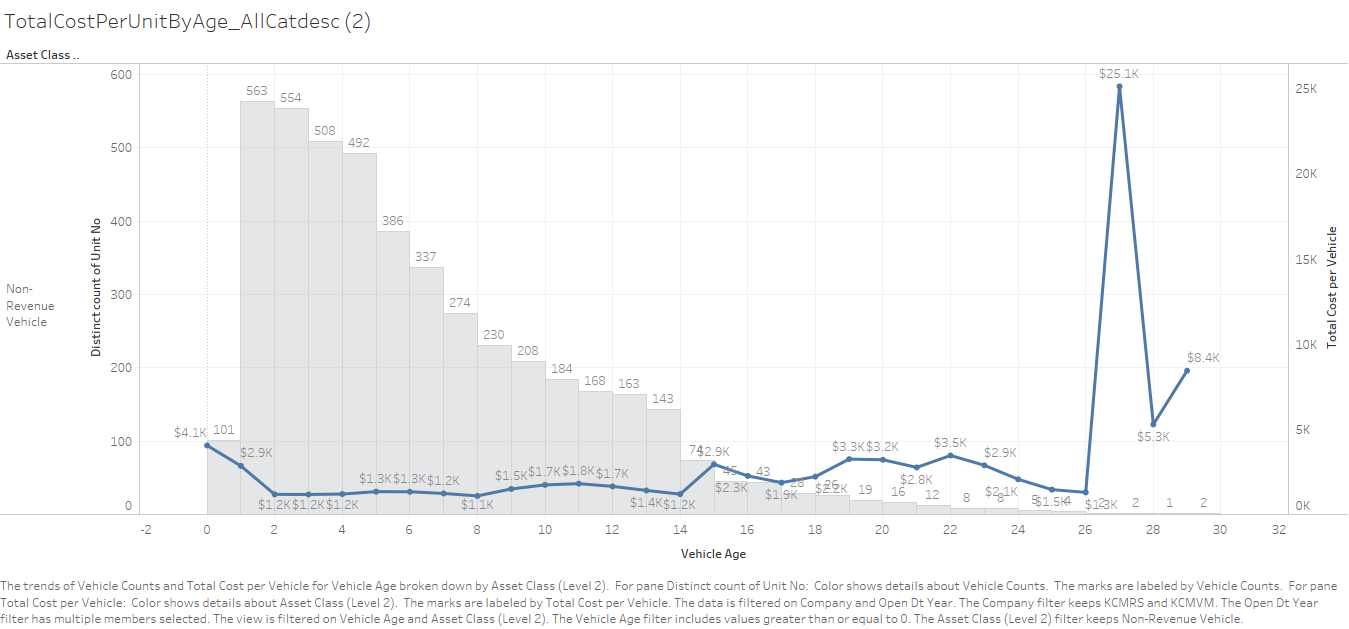 TotalCostPerUnitByAge_AllCatdesc (2)
Asset Class ..
600
500
400
300
200
100
0
Distinct count of Unit No
Non-
Revenue
Vehicle
563
554
508
492
386
337
274
230
208
184
168
163
143
74
45
43
28
26
19
16
12
8
8
5
4
2
2
1
2
101
$4.1K
$2.9K
$1.2K
$1.2K
$1.2K
$1.3K
$1.3K
$1.2K
$1.1K
$1.5K
$1.7K
$1.8K
$1.7K
$1.4K
$1.2K
$2.9K
$2.3K
$1.9K
$2.2K
$3.3K
$3.2K
$2.8K
$3.5K
$2.9K
$2.1K
$1.5K
$1.3K
$25.1K
$5.3K
$8.4K
25K
20K
15K
10K
5K
0K
Total Cost per Vehicle
-2 0 2 4 6 8 10 12 14 16 18 20 22 24 26 28 30 32
Vehicle Age
The trends of Vehicle Counts and Total Cost per Vehicle for Vehicle Age broken down by Asset Class (Level 2).  For pane Distinct count of Unit No:  Color shows details about Vehicle Counts.  The marks are labeled by Vehicle Counts.  For pane
Total Cost per Vehicle:  Color shows details about Asset Class (Level 2).  The marks are labeled by Total Cost per Vehicle. The data is filtered on Company and Open Dt Year. The Company filter keeps KCMRS and KCMVM. The Open Dt Year
filter has multiple members selected. The view is filtered on Vehicle Age and Asset Class (Level 2). The Vehicle Age filter includes values greater than or equal to 0. The Asset Class (Level 2) filter keeps Non-Revenue Vehicle.